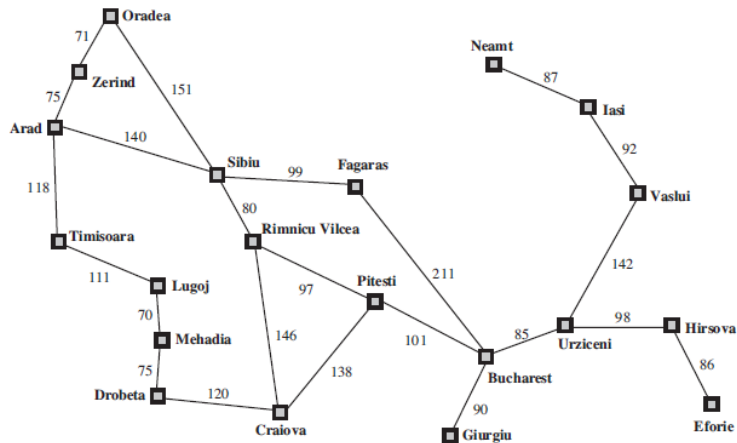 Oradea
71
Neamt
Zerind
87
151
75
Iasi
Arad
140
92
Sibiu
Fagaras
99
118
Vaslui
80
Timisoara
Rimnicu Vilcea
142
111
211
Lugoj
97
Pitesti
70
98
Hirsova
146
85
Mehadia
101
Urziceni
138
86
75
Bucharest
Drobeta
120
90
Craiova
Giurgiu
Eforie